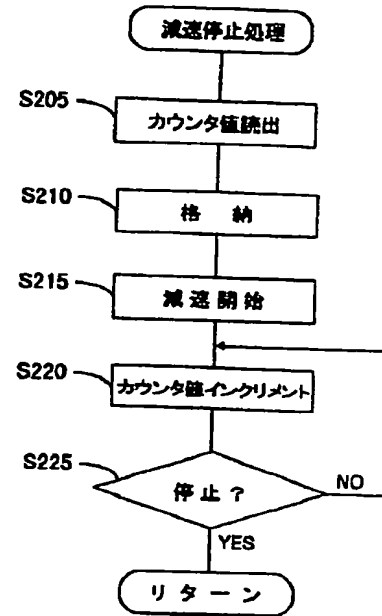 減速停止処理
S205
カウンタ値読出
S210
格 納
S215
減速開始
S220
カウンタ値インクリメント
S225
停止?
NO
YES
リターン